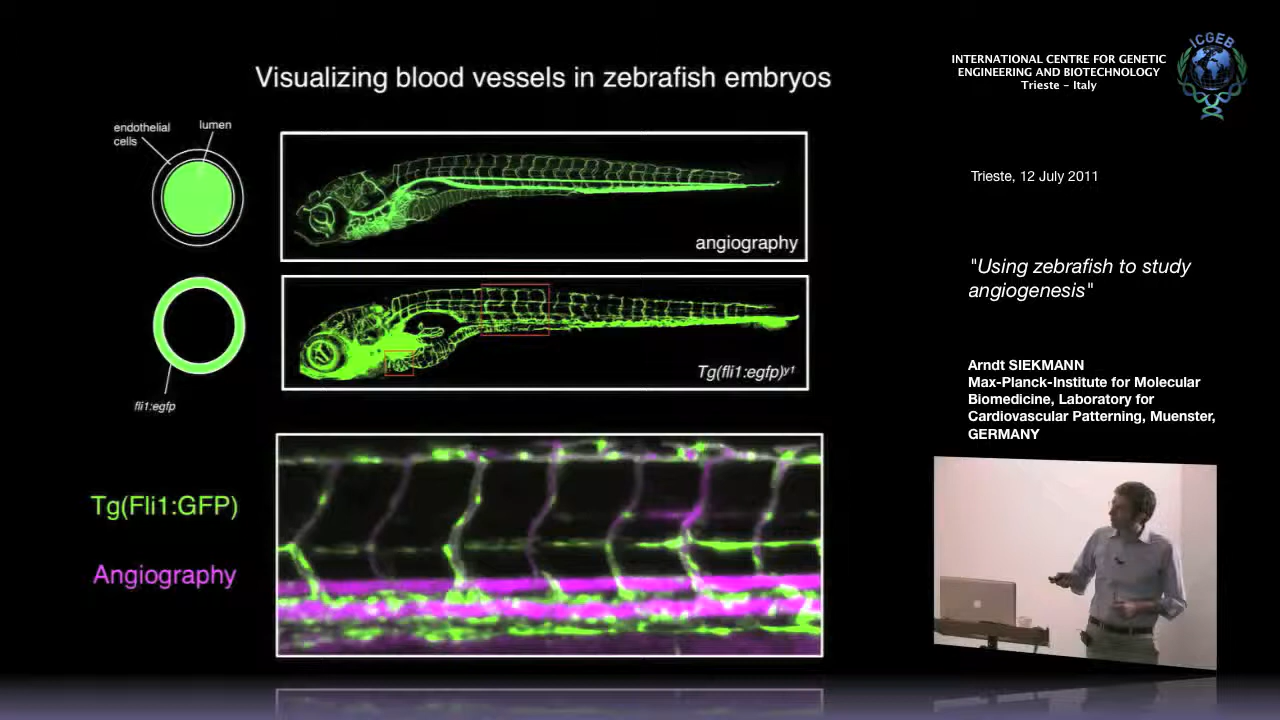 Visualizing blood vessels in zebrafish embryos
endothelial
cells
lumen
angiography
fli1:egfp
Tg(fli1:egfp)y1
Tg(Fli1:GFP)
Angiography
INTERNATIONAL CENTRE FOR GENETIC
ENGINEERING AND BIOTECHNOLOGY
Trieste – Italy
ICGEB
Trieste, 12 July 2011
"Using zebrafish to study
angiogenesis"
Arndt SIEKMANN
Max-Planck-Institute for Molecular
Biomedicine, Laboratory for
Cardiovascular Patterning, Muenster,
GERMANY